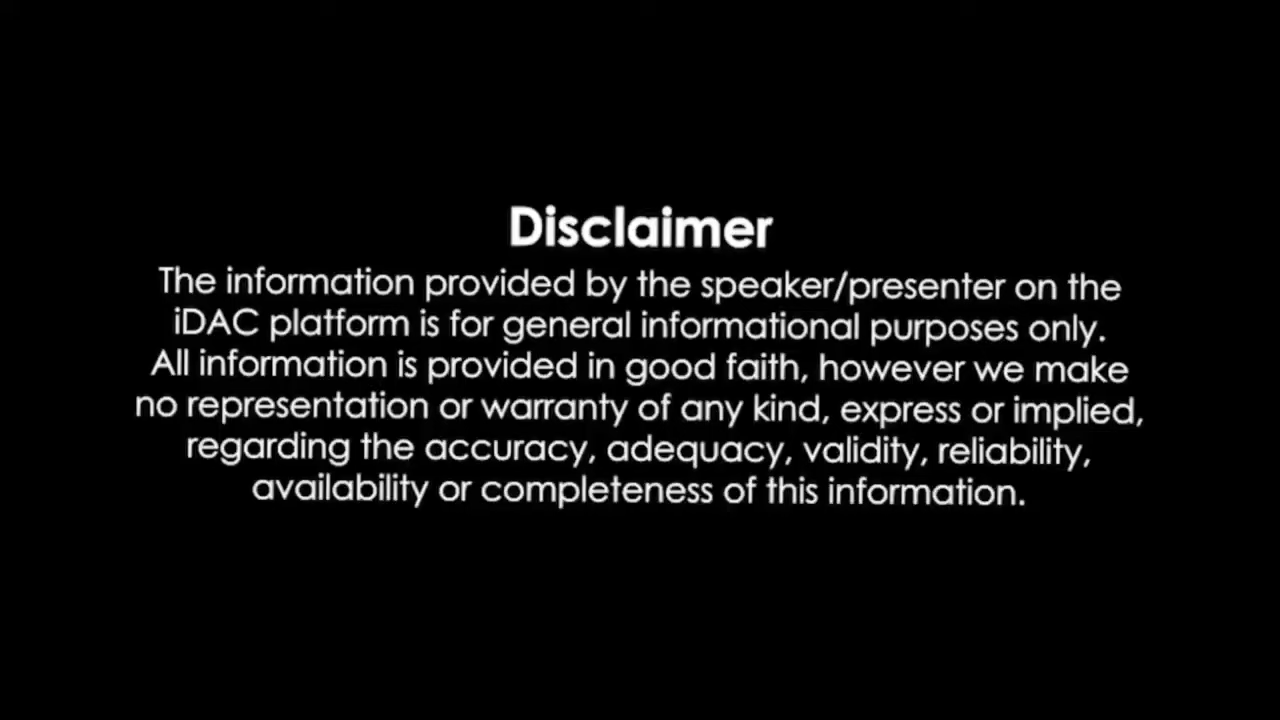 Disclaimer
The information provided by the speaker/presenter on the
iDAC platform is for general informational purposes only.
All information is provided in good faith, however we make
no representation or warranty of any kind, express or implied,
regarding the accuracy, adequacy, validity, reliability,
availability or completeness of this information.